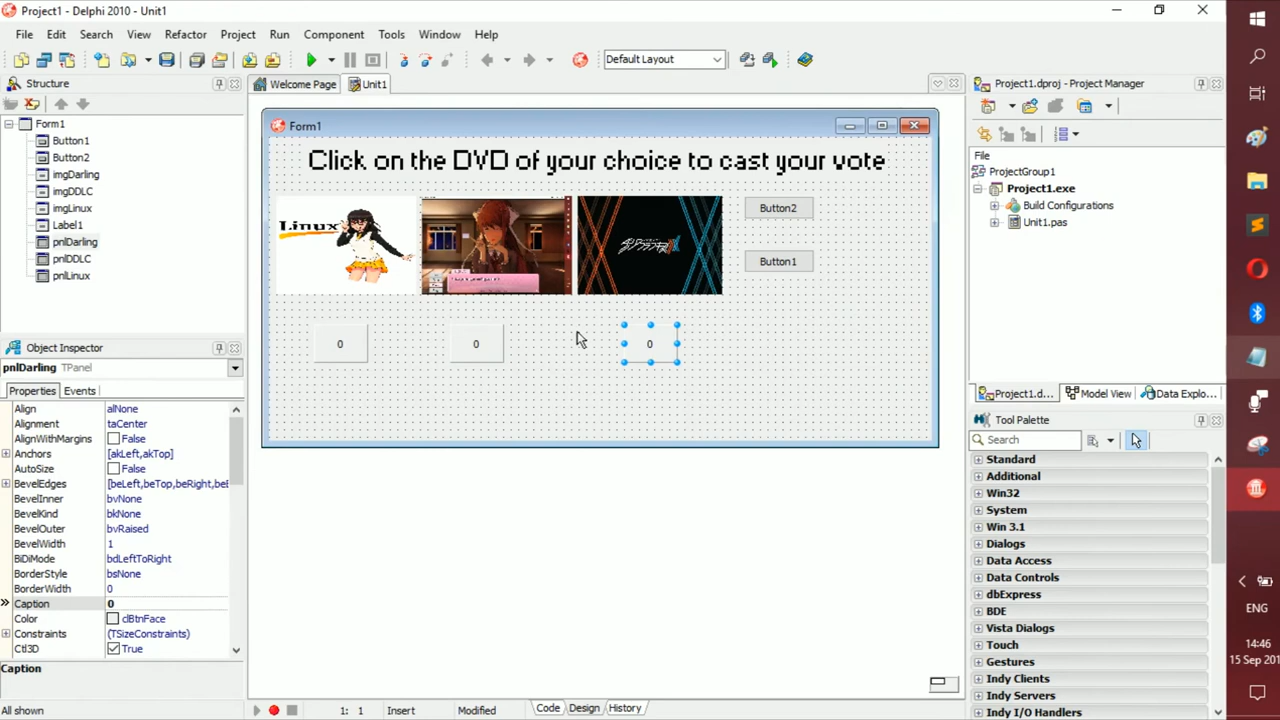 Project1 - Delphi 2010 - Unit1
File Edit Search View Refactor Project Run Component Tools Window Help
Default Layout
Structure
Form1
Button1
Button2
imgDarling
imgDDLC
imgLinux
Label1
pnlDarling
pnlDDLC
pnlLinux
Object Inspector
pnlDarling TPanel
Properties Events
Align alNone
Alignment taCenter
AlignWithMargins False
Anchors [akLeft,akTop]
AutoSize False
BevelEdges [beLeft,beTop,beRight,be
BevelInner bvNone
BevelKind bkNone
BevelOuter bvRaised
BevelWidth 1
BiDiMode bdLeftToRight
BorderStyle bsNone
BorderWidth 0
Caption 0
Color clBtnFace
Constraints (TSizeConstraints)
Ctl3D True
Caption
All shown
Welcome Page Unit1
Form1
Click on the DVD of your choice to cast your vote
Linux
Button2
Button1
0 0 0
1: 1 Insert Modified Code Design History
Project1.dproj - Project Manager
File
ProjectGroup1
Project1.exe
Build Configurations
Unit1.pas
Project1.d... Model View Data Explo...
Tool Palette
Search
Standard
Additional
Win32
System
Win 3.1
Dialogs
Data Access
Data Controls
dbExpress
BDE
Vista Dialogs
Touch
Gestures
Indy Clients
Indy Servers
Indy I/O Handlers
ENG
14:46
15 Sep 201